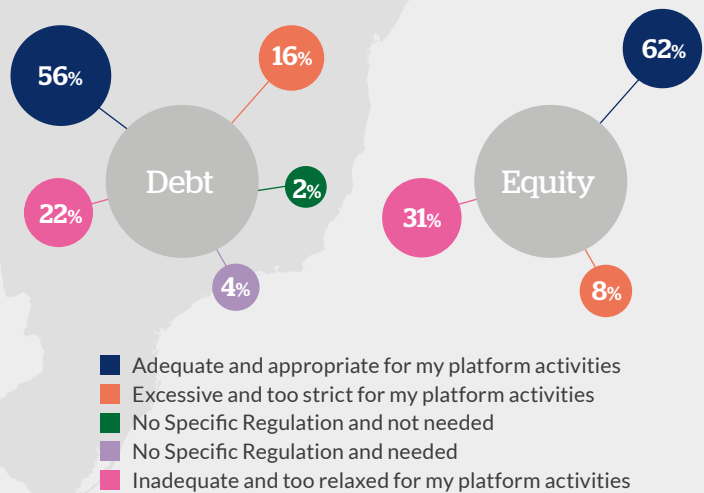 56%
16%
62%
Debt
Equity
2%
22%
31%
4%
8%
Adequate and appropriate for my platform activities
Excessive and too strict for my platform activities
No Specific Regulation and not needed
No Specific Regulation and needed
Inadequate and too relaxed for my platform activities